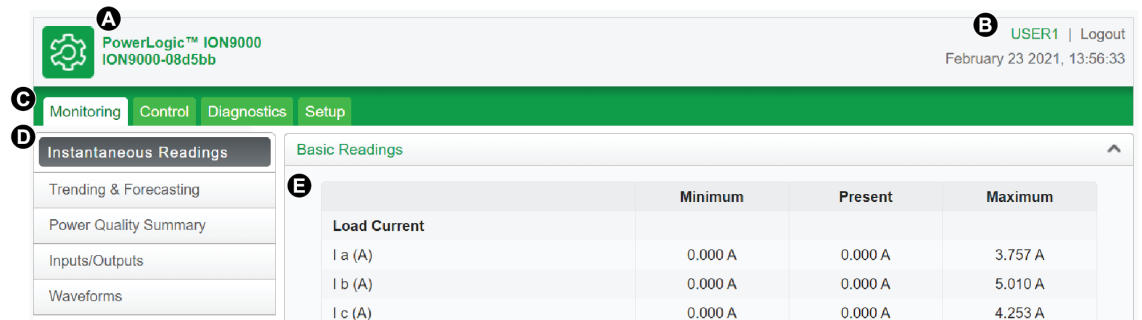 A
PowerLogic™ ION9000
ION9000-08d5bb
B
USER1 | Logout
February 23 2021, 13:56:33
C
Monitoring Control Diagnostics Setup
D
Instantaneous Readings
Trending & Forecasting
Power Quality Summary
Inputs/Outputs
Waveforms
Basic Readings
E
Minimum Present Maximum
Load Current
I a (A) 0.000 A 0.000 A 3.757 A
I b (A) 0.000 A 0.000 A 5.010 A
I c (A) 0.000 A 0.000 A 4.253 A